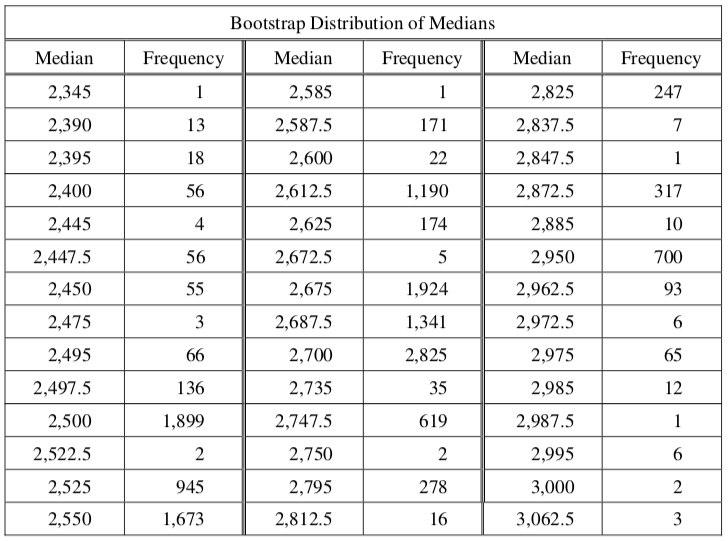 Bootstrap Distribution of Medians
Median Frequency Median Frequency Median Frequency
2,345 1 2,585 1 2,825 247
2,390 13 2,587.5 171 2,837.5 7
2,395 18 2,600 22 2,847.5 1
2,400 56 2,612.5 1,190 2,872.5 317
2,445 4 2,625 174 2,885 10
2,447.5 56 2,672.5 5 2,950 700
2,450 55 2,675 1,924 2,962.5 93
2,475 3 2,687.5 1,341 2,972.5 6
2,495 66 2,700 2,825 2,975 65
2,497.5 136 2,735 35 2,985 12
2,500 1,899 2,747.5 619 2,987.5 1
2,522.5 2 2,750 2 2,995 6
2,525 945 2,795 278 3,000 2
2,550 1,673 2,812.5 16 3,062.5 3